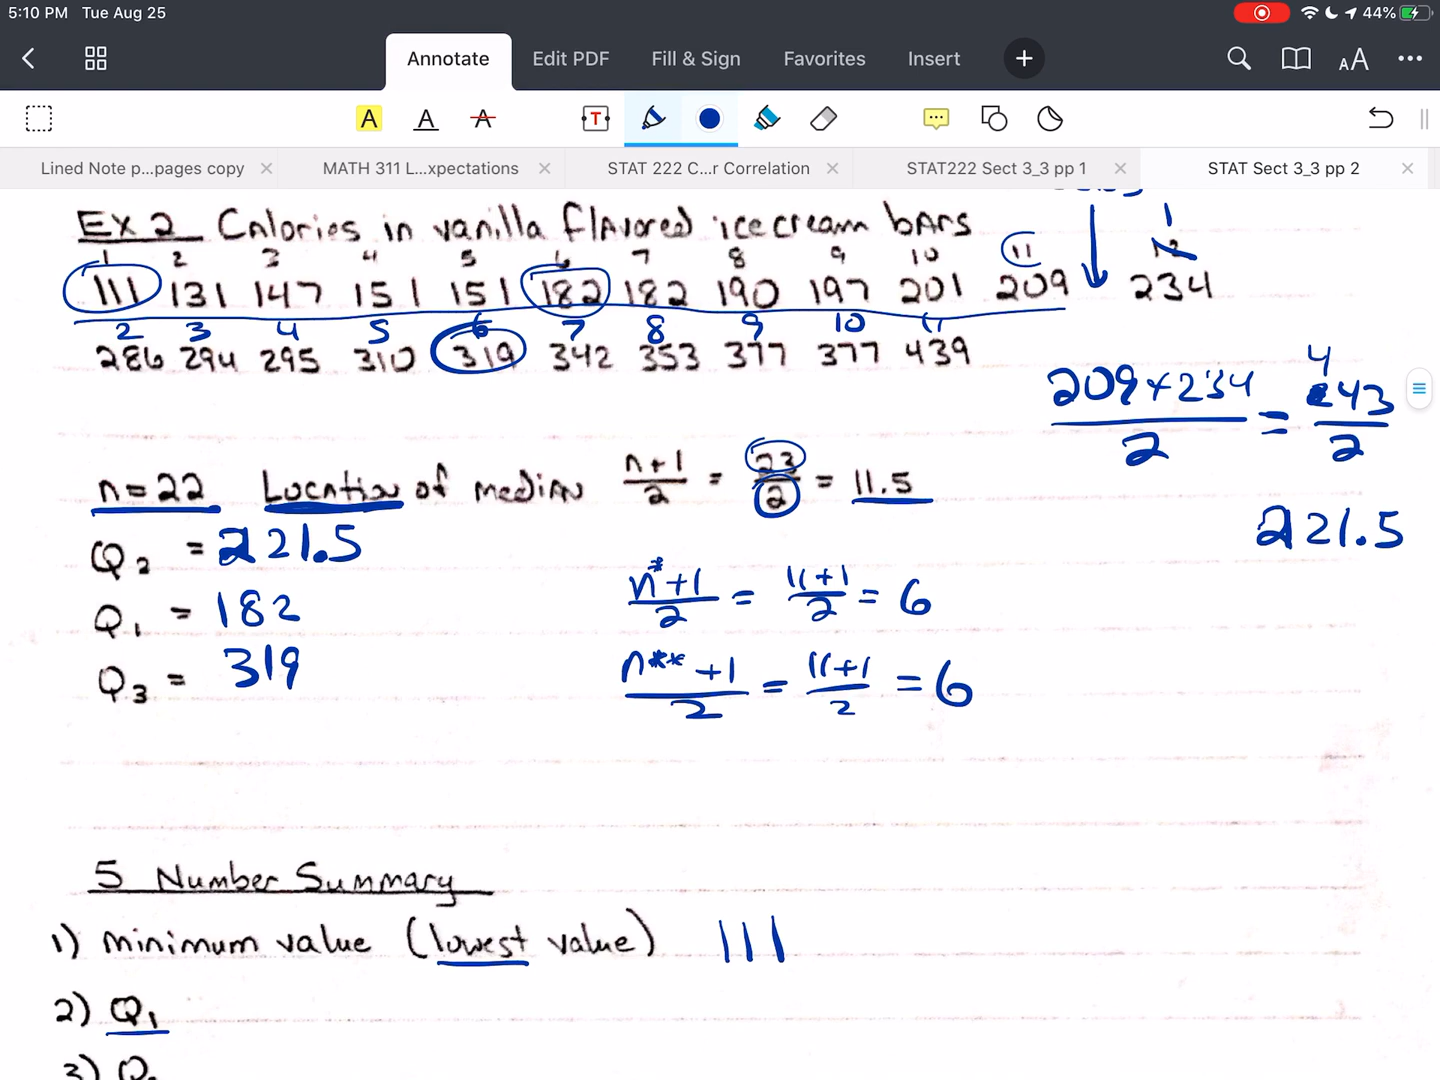 5:10 PM Tue Aug 25 44%
Annotate Edit PDF Fill & Sign Favorites Insert
A A A T
Lined Note p...pages copy MATH 311 L...xpectations STAT 222 C...r Correlation STAT222 Sect 3_3 pp 1 STAT Sect 3_3 pp 2
Ex 2 Calories in vanilla flavored ice cream bars
1 2 3 4 5 6 7 8 9 10 11 12 1
111 131 147 151 151 182 182 190 197 201 209 234
2 3 4 5 6 7 8 9 10 11
286 294 295 310 319 342 353 377 377 439
209+234 / 2 = 443 / 2
n=22 Location of median n+1 / 2 = 23 / 2 = 11.5
221.5
Q2 = 221.5
Q1 = 182
n*+1 / 2 = 11+1 / 2 = 6
Q3 = 319
n**+1 / 2 = 11+1 / 2 = 6
5 Number Summary
1) minimum value (lowest value) 111
2) Q1
3)